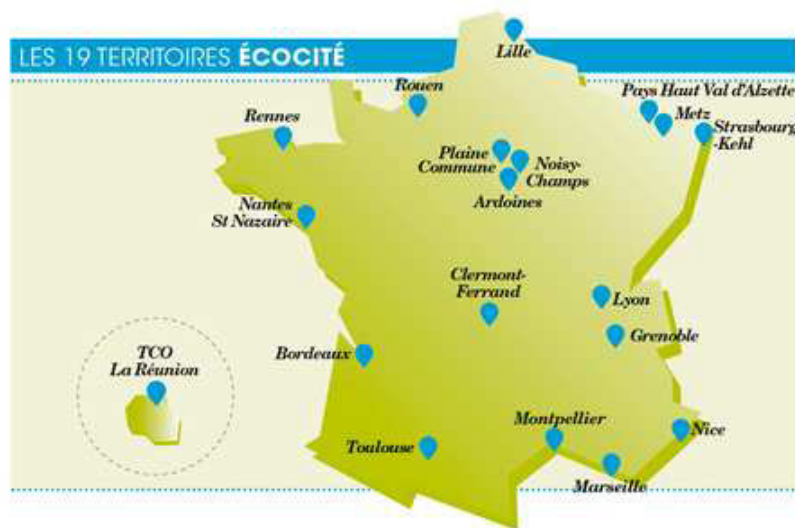 LES 19 TERRITOIRES ÉCOCITÉ
Lille
Rouen
Pays Haut Val d'Alzette
Metz
Strasbourg
-Kehl
Rennes
Plaine
Commune
Noisy-
Champs
Ardoines
Nantes
St Nazaire
Clermont-
Ferrand
Lyon
Grenoble
Bordeaux
TCO
La Réunion
Montpellier
Nice
Toulouse
Marseille